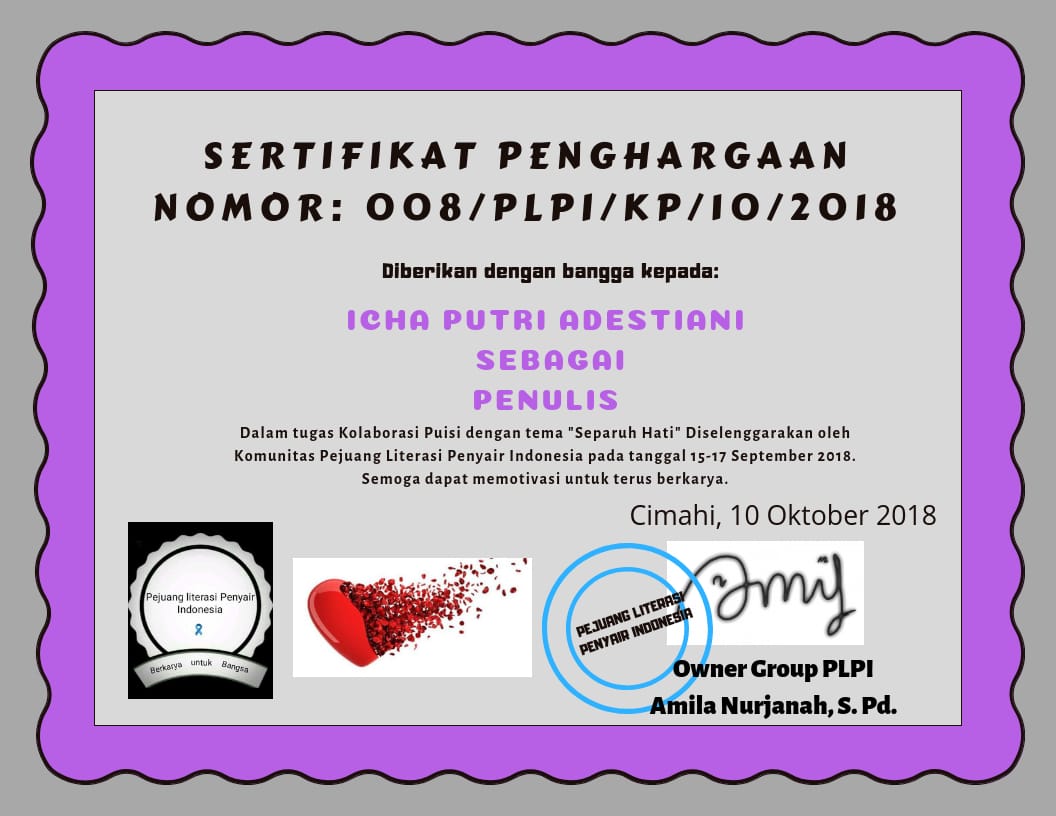 SERTIFIKAT PENGHARGAAN
NOMOR: 008/PLPI/KP/10/2018
Diberikan dengan bangga kepada:
ICHA PUTRI ADESTIANI
SEBAGAI
PENULIS
Dalam tugas Kolaborasi Puisi dengan tema "Separuh Hati" Diselenggarakan oleh
Komunitas Pejuang Literasi Penyair Indonesia pada tanggal 15-17 September 2018.
Semoga dapat memotivasi untuk terus berkarya.
Cimahi, 10 Oktober 2018
Pejuang literasi Penyair
Indonesia
Berkarya untuk Bangsa
PEJUANG LITERASI
PENYAIR INDONESIA
Owner Group PLPI
Amila Nurjanah, S. Pd.